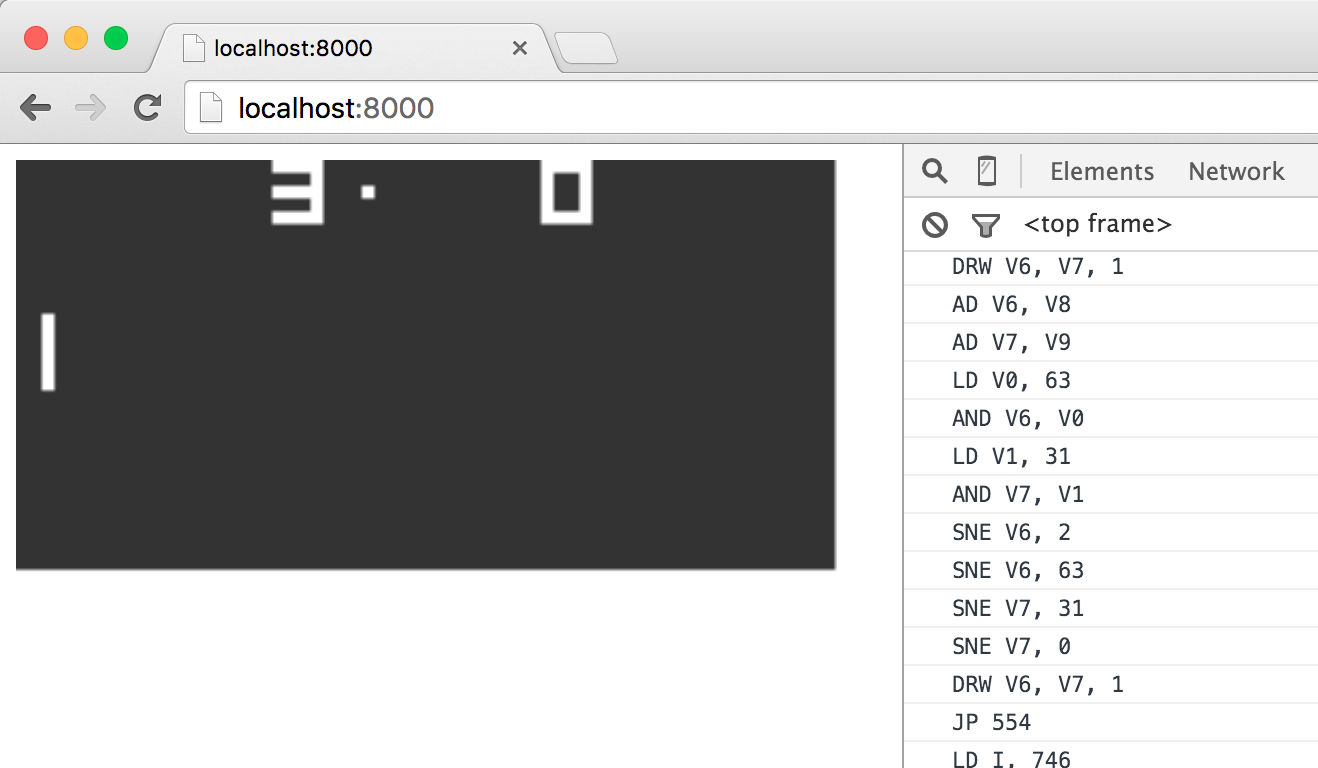 localhost:8000
localhost:8000
3 0
Elements Network
<top frame>
DRW V6, V7, 1
AD V6, V8
AD V7, V9
LD V0, 63
AND V6, V0
LD V1, 31
AND V7, V1
SNE V6, 2
SNE V6, 63
SNE V7, 31
SNE V7, 0
DRW V6, V7, 1
JP 554
LD I, 746